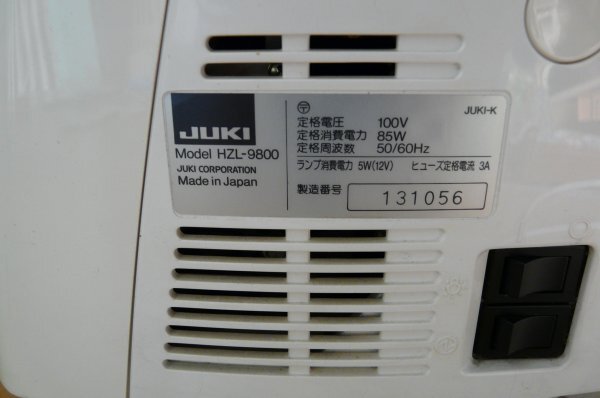 JUKI
Model HZL-9800
JUKI CORPORATION
Made in Japan
〒
JUKI-K
定格電圧 100V
定格消費電力 85W
定格周波数 50/60Hz
ランプ消費電力 5W(12V) ヒューズ定格電流 3A
製造番号 131056